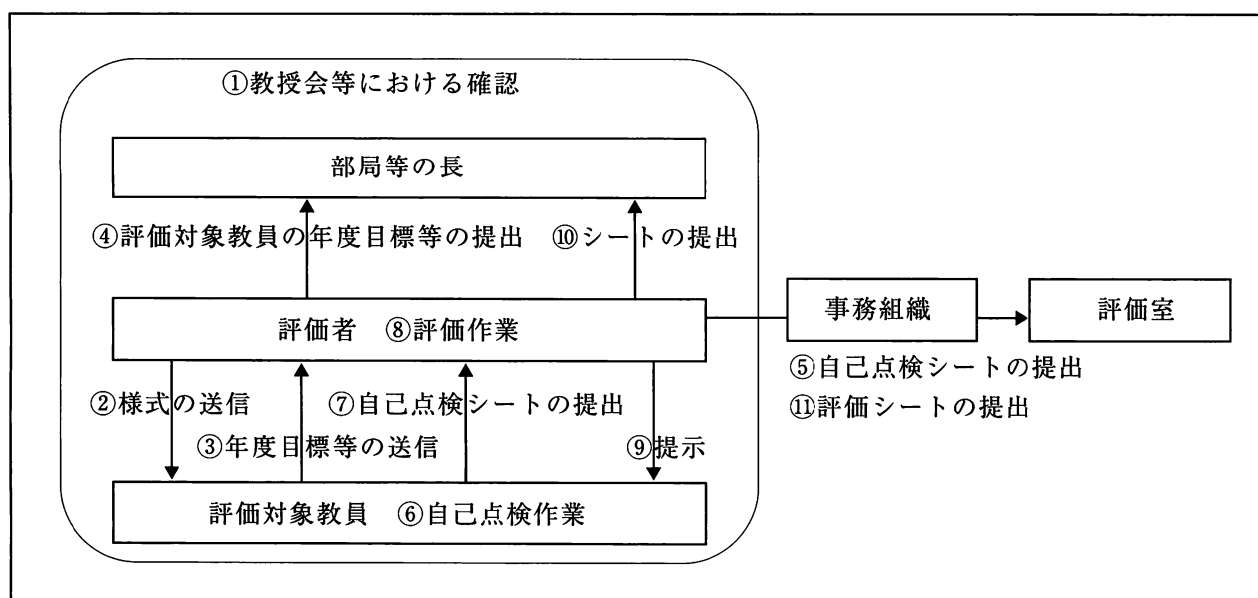 ①教授会等における確認
部局等の長
④評価対象教員の年度目標等の提出 ⑩シートの提出
評価者 ⑧評価作業
事務組織
評価室
⑤自己点検シートの提出
⑪評価シートの提出
②様式の送信
⑦自己点検シートの提出
③年度目標等の送信
⑨提示
評価対象教員 ⑥自己点検作業